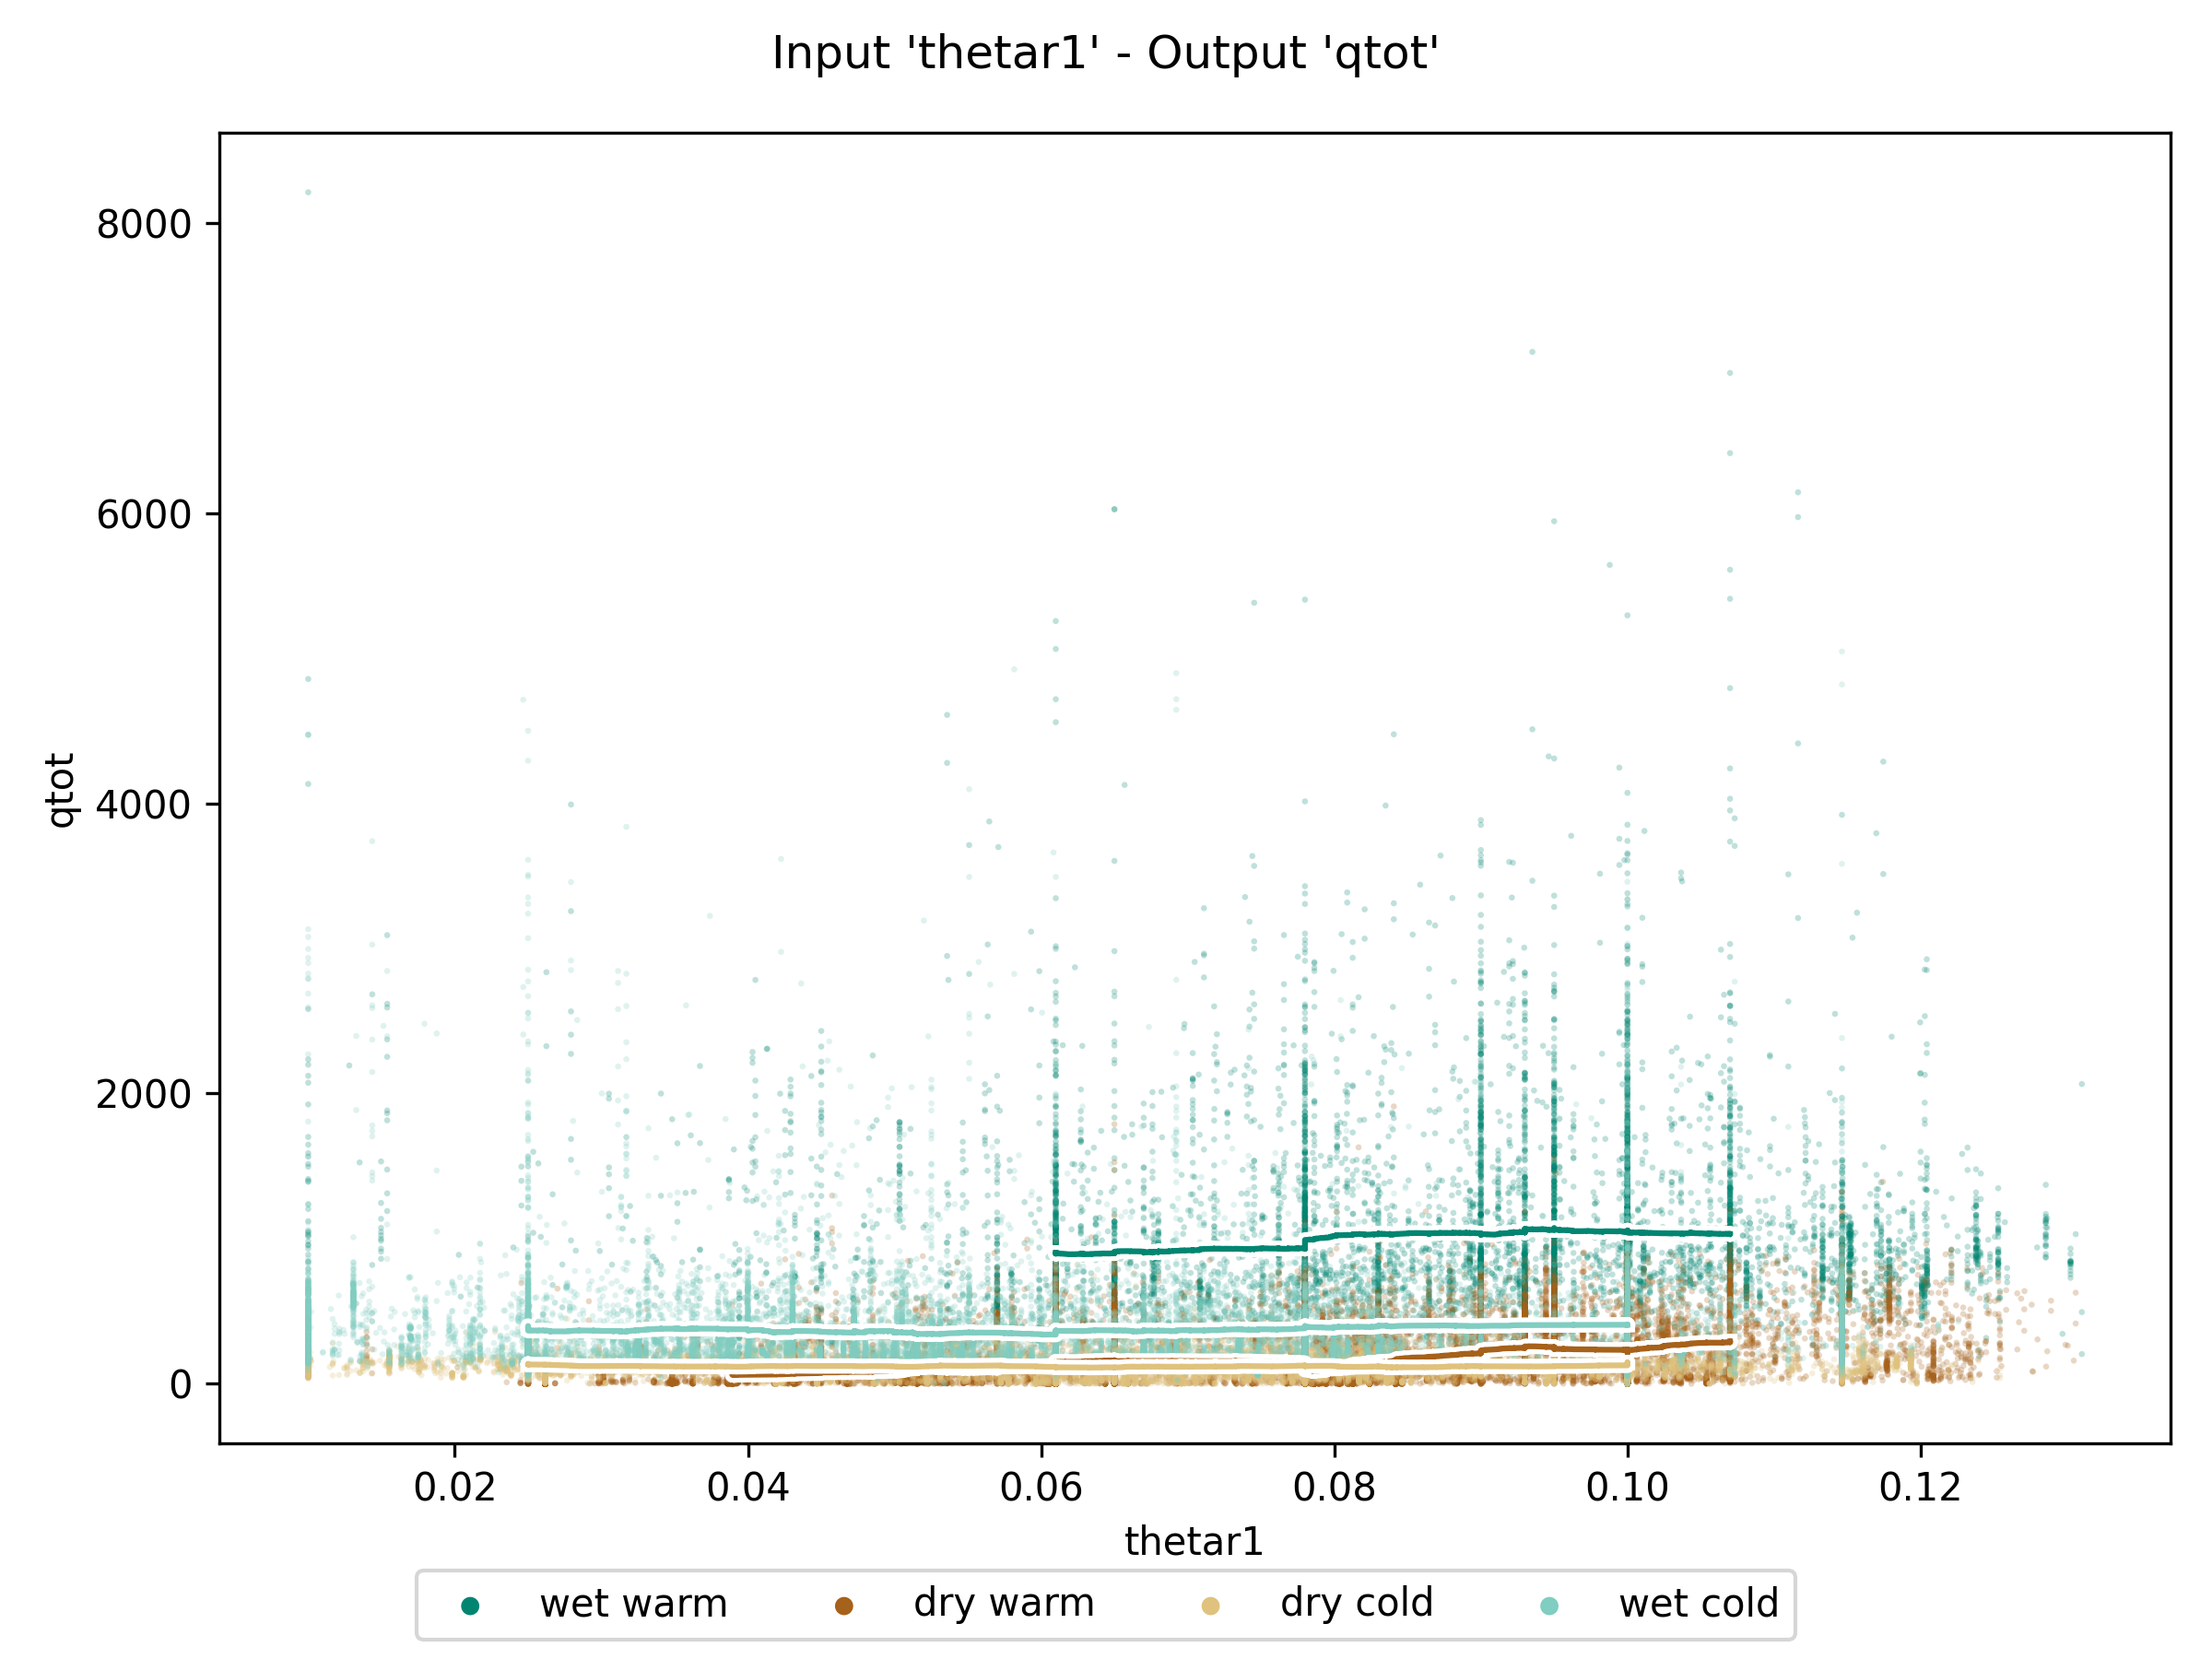 Input 'thetar1' - Output 'qtot'
8000
6000
4000
2000
0
qtot
0.02 0.04 0.06 0.08 0.10 0.12
thetar1
wet warm dry warm dry cold wet cold